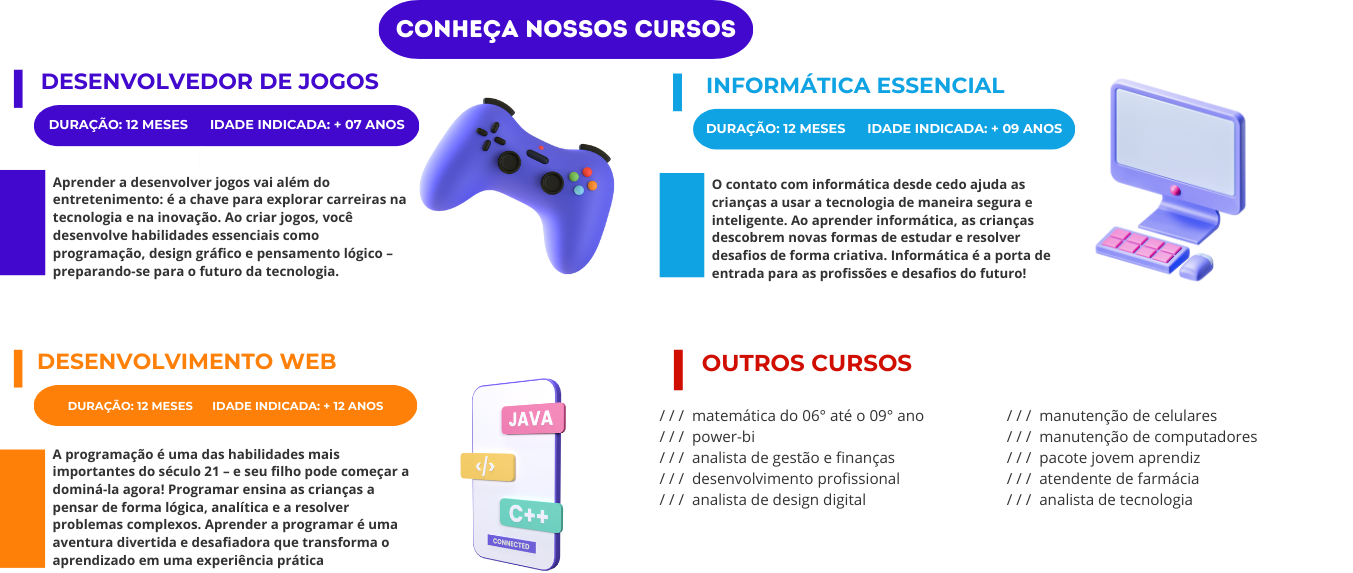 CONHEÇA NOSSOS CURSOS
DESENVOLVEDOR DE JOGOS
DURAÇÃO: 12 MESES IDADE INDICADA: + 07 ANOS
Aprender a desenvolver jogos vai além do
entretenimento: é a chave para explorar carreiras na
tecnologia e na inovação. Ao criar jogos, você
desenvolve habilidades essenciais como
programação, design gráfico e pensamento lógico –
preparando-se para o futuro da tecnologia.
INFORMÁTICA ESSENCIAL
DURAÇÃO: 12 MESES IDADE INDICADA: + 09 ANOS
O contato com informática desde cedo ajuda as
crianças a usar a tecnologia de maneira segura e
inteligente. Ao aprender informática, as crianças
descobrem novas formas de estudar e resolver
desafios de forma criativa. Informática é a porta de
entrada para as profissões e desafios do futuro!
DESENVOLVIMENTO WEB
DURAÇÃO: 12 MESES IDADE INDICADA: + 12 ANOS
A programação é uma das habilidades mais
importantes do século 21 – e seu filho pode começar a
dominá-la agora! Programar ensina as crianças a
pensar de forma lógica, analítica e a resolver
problemas complexos. Aprender a programar é uma
aventura divertida e desafiadora que transforma o
aprendizado em uma experiência prática
JAVA
</>
C++
CONNECTED
OUTROS CURSOS
/ / / matemática do 06° até o 09° ano
/ / / power-bi
/ / / analista de gestão e finanças
/ / / desenvolvimento profissional
/ / / analista de design digital
/ / / manutenção de celulares
/ / / manutenção de computadores
/ / / pacote jovem aprendiz
/ / / atendente de farmácia
/ / / analista de tecnologia